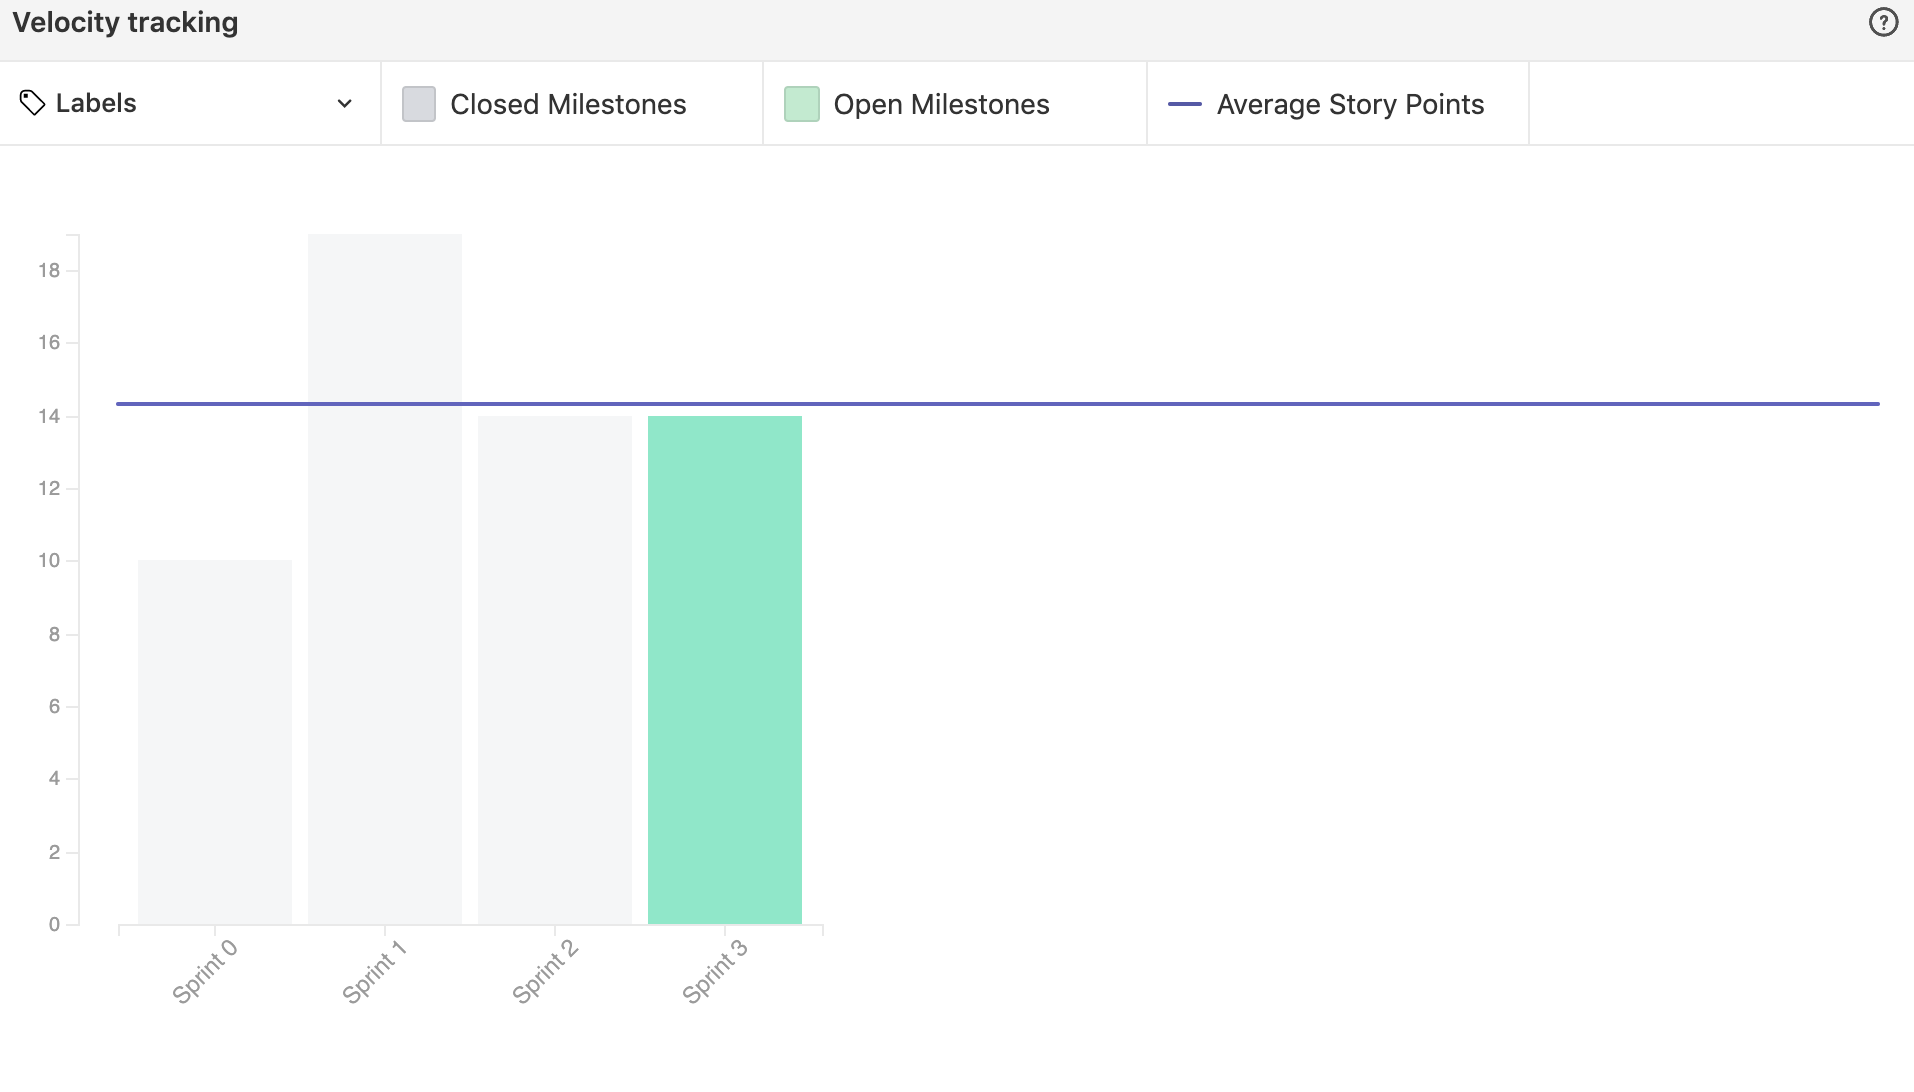 Velocity tracking
Labels
Closed Milestones
Open Milestones
Average Story Points
18
16
14
12
10
8
6
4
2
0
Sprint 0
Sprint 1
Sprint 2
Sprint 3